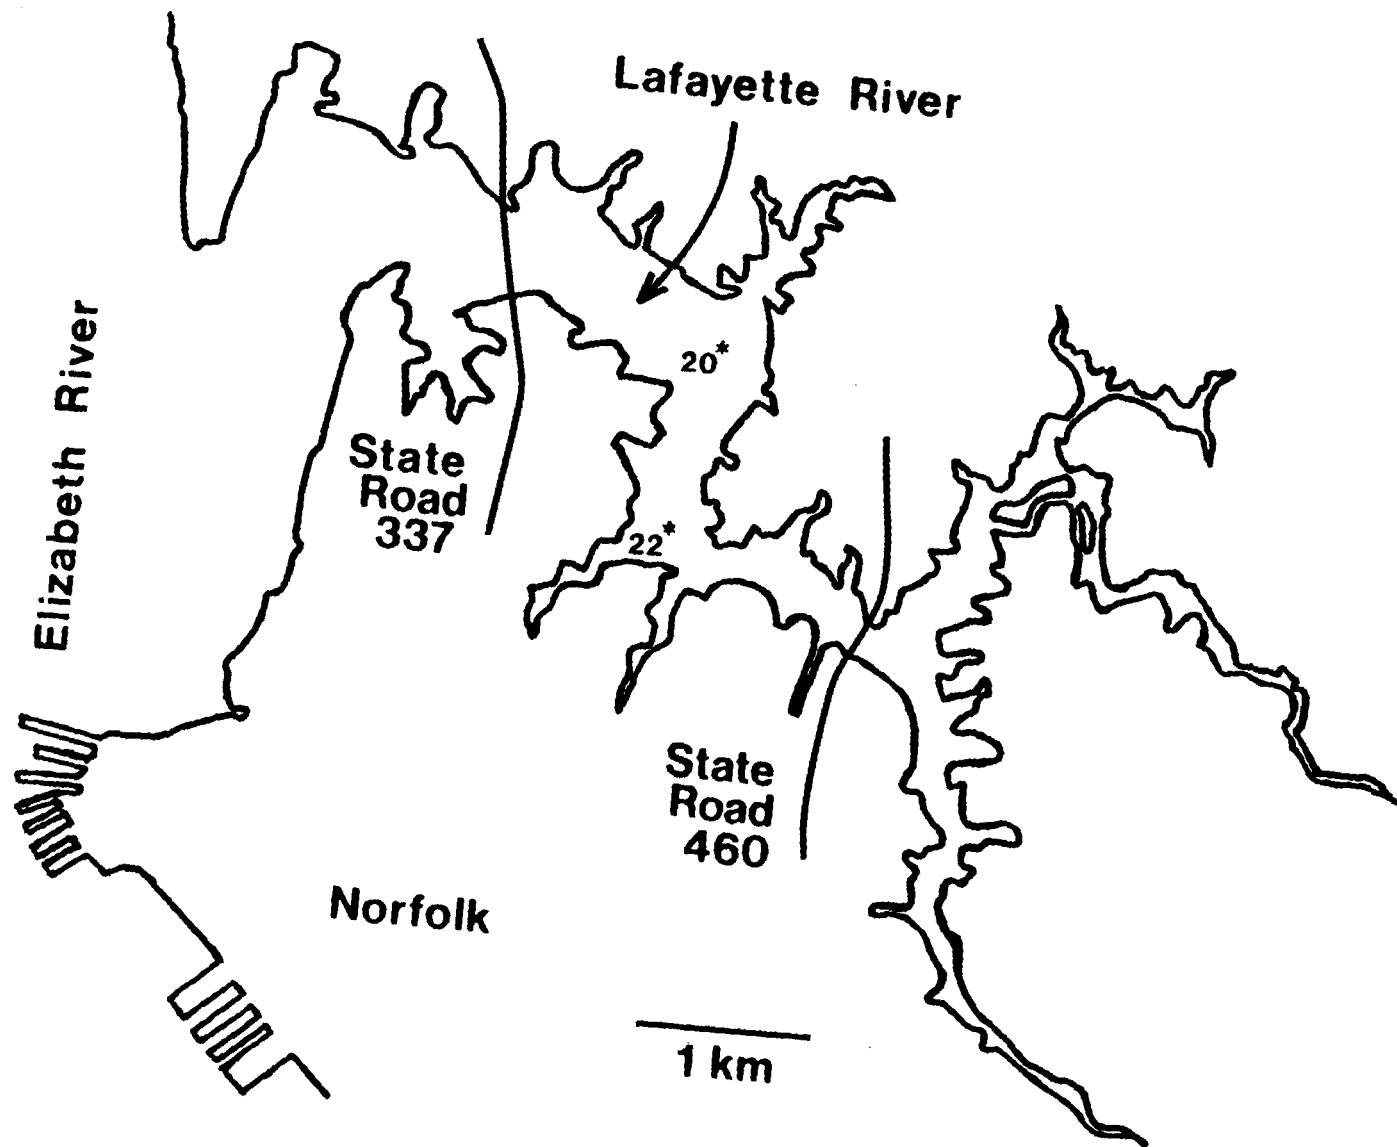 Lafayette River
Elizabeth River
20*
State
Road
337
22*
State
Road
460
Norfolk
1 km